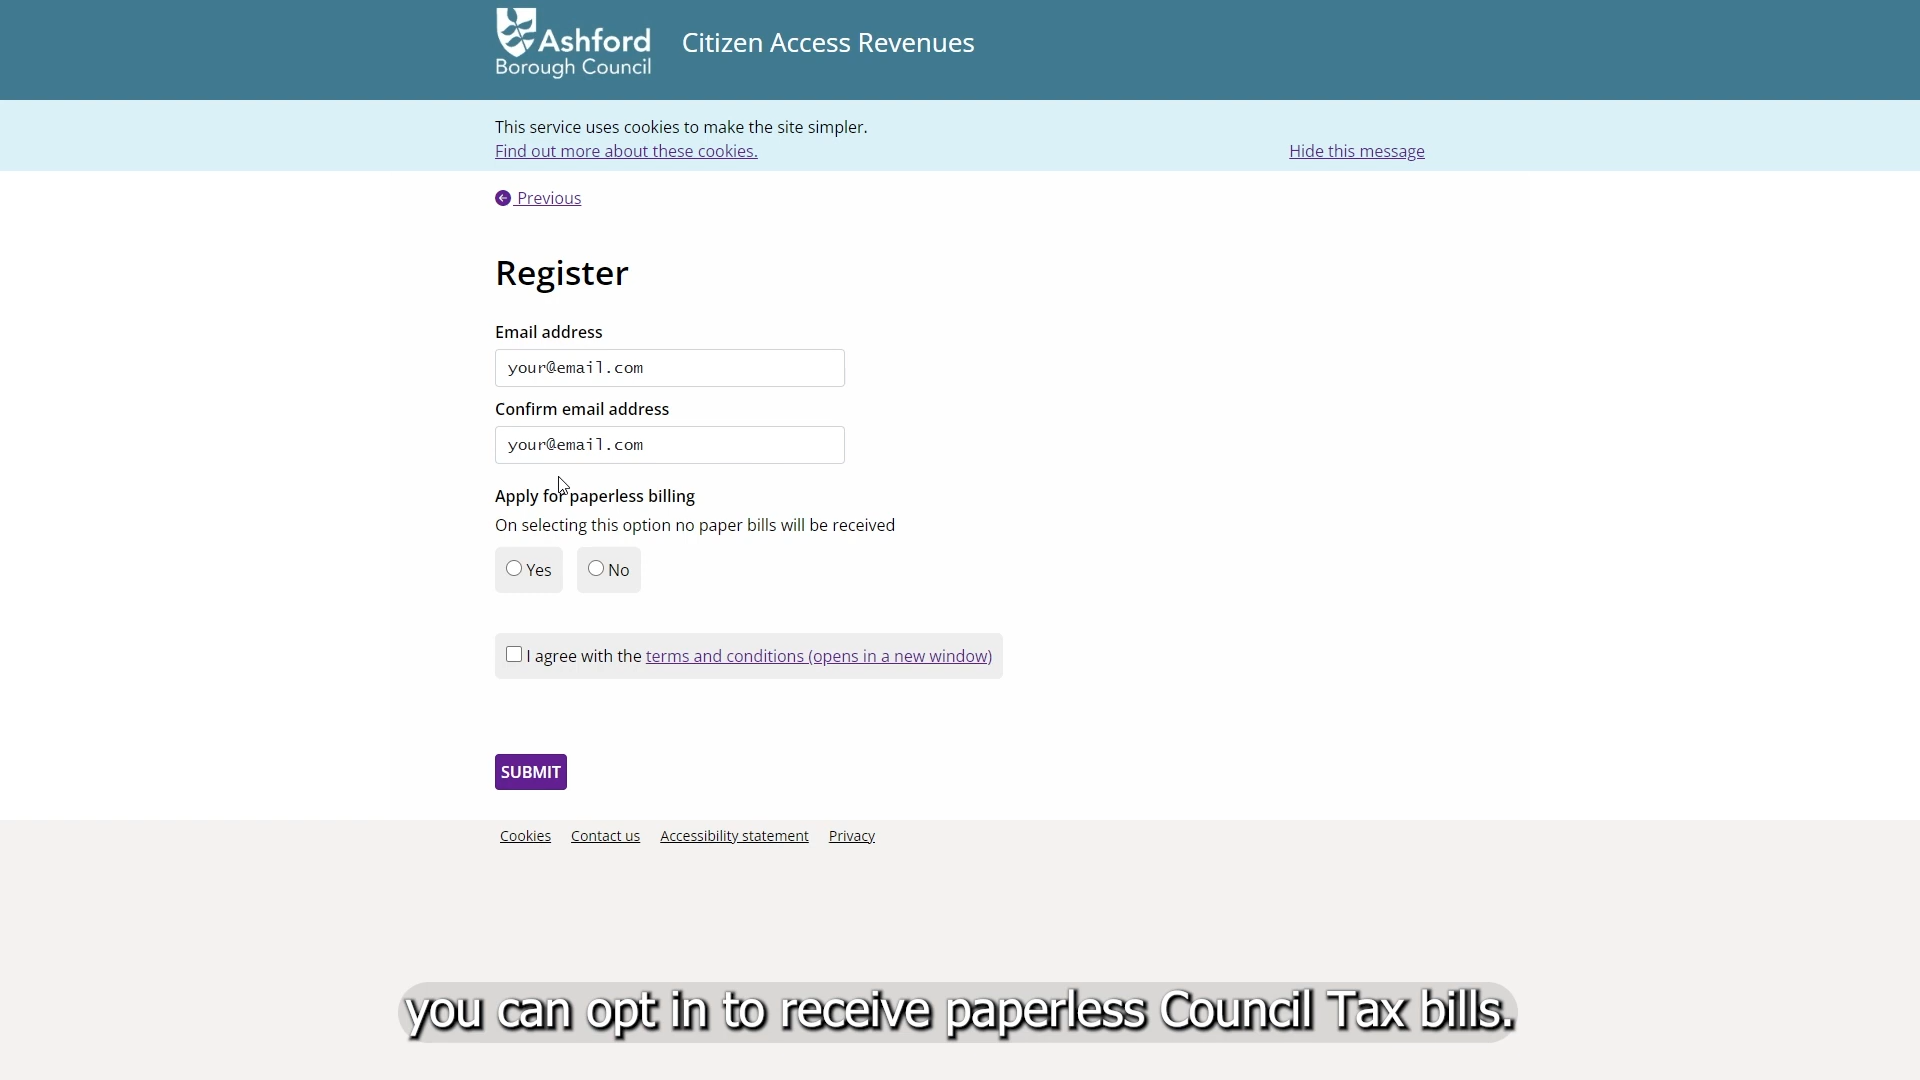 Ashford
Borough Council
Citizen Access Revenues
This service uses cookies to make the site simpler.
Find out more about these cookies.
Hide this message
Previous
Register
Email address
your@email.com
Confirm email address
your@email.com
Apply for paperless billing
On selecting this option no paper bills will be received
Yes No
I agree with the terms and conditions (opens in a new window)
SUBMIT
Cookies Contact us Accessibility statement Privacy
you can opt in to receive paperless Council Tax bills.